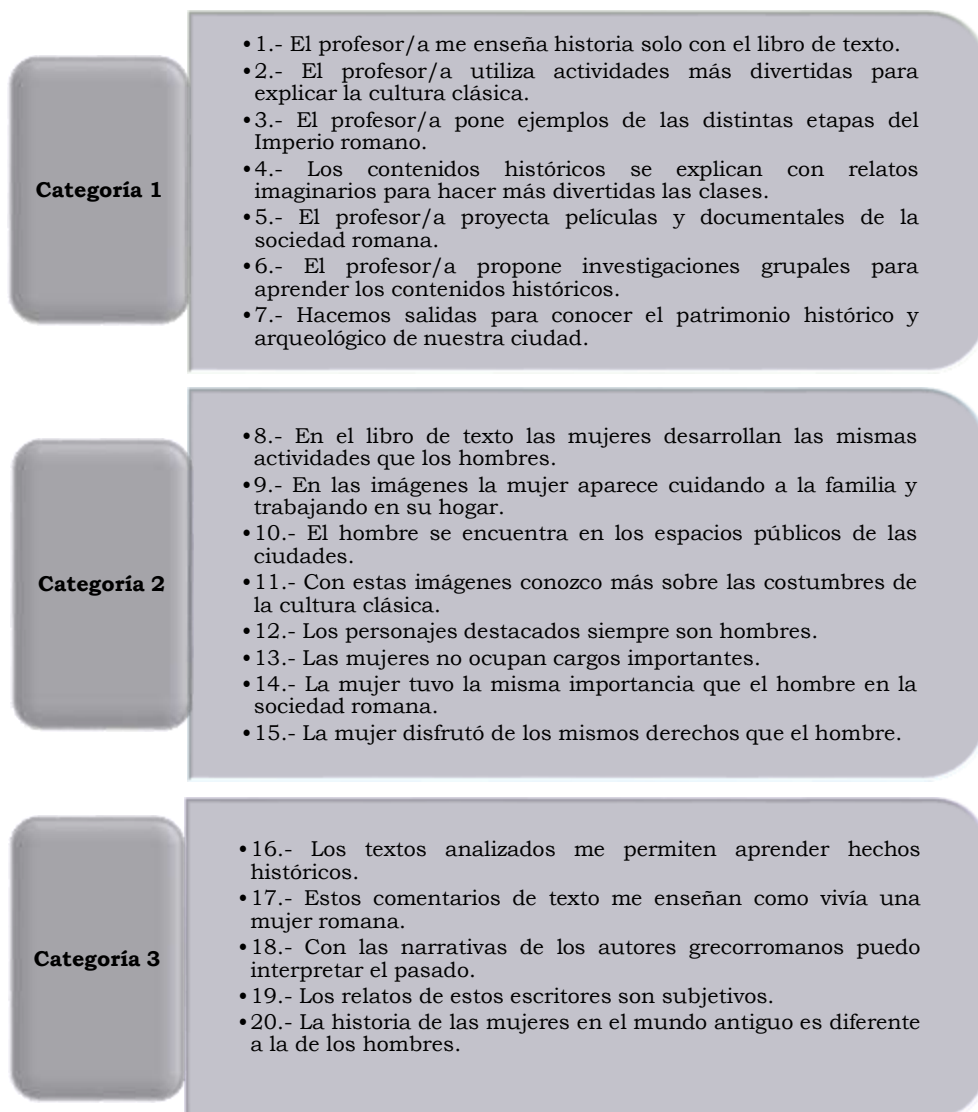 Categoría 1
•1.- El profesor/a me enseña historia solo con el libro de texto.
•2.- El profesor/a utiliza actividades más divertidas para
explicar la cultura clásica.
•3.- El profesor/a pone ejemplos de las distintas etapas del
Imperio romano.
•4.- Los contenidos históricos se explican con relatos
imaginarios para hacer más divertidas las clases.
•5.- El profesor/a proyecta películas y documentales de la
sociedad romana.
•6.- El profesor/a propone investigaciones grupales para
aprender los contenidos históricos.
•7.- Hacemos salidas para conocer el patrimonio histórico y
arqueológico de nuestra ciudad.
Categoría 2
•8.- En el libro de texto las mujeres desarrollan las mismas
actividades que los hombres.
•9.- En las imágenes la mujer aparece cuidando a la familia y
trabajando en su hogar.
•10.- El hombre se encuentra en los espacios públicos de las
ciudades.
•11.- Con estas imágenes conozco más sobre las costumbres de
la cultura clásica.
•12.- Los personajes destacados siempre son hombres.
•13.- Las mujeres no ocupan cargos importantes.
•14.- La mujer tuvo la misma importancia que el hombre en la
sociedad romana.
•15.- La mujer disfrutó de los mismos derechos que el hombre.
Categoría 3
•16.- Los textos analizados me permiten aprender hechos
históricos.
•17.- Estos comentarios de texto me enseñan como vivía una
mujer romana.
•18.- Con las narrativas de los autores grecorromanos puedo
interpretar el pasado.
•19.- Los relatos de estos escritores son subjetivos.
•20.- La historia de las mujeres en el mundo antiguo es diferente
a la de los hombres.